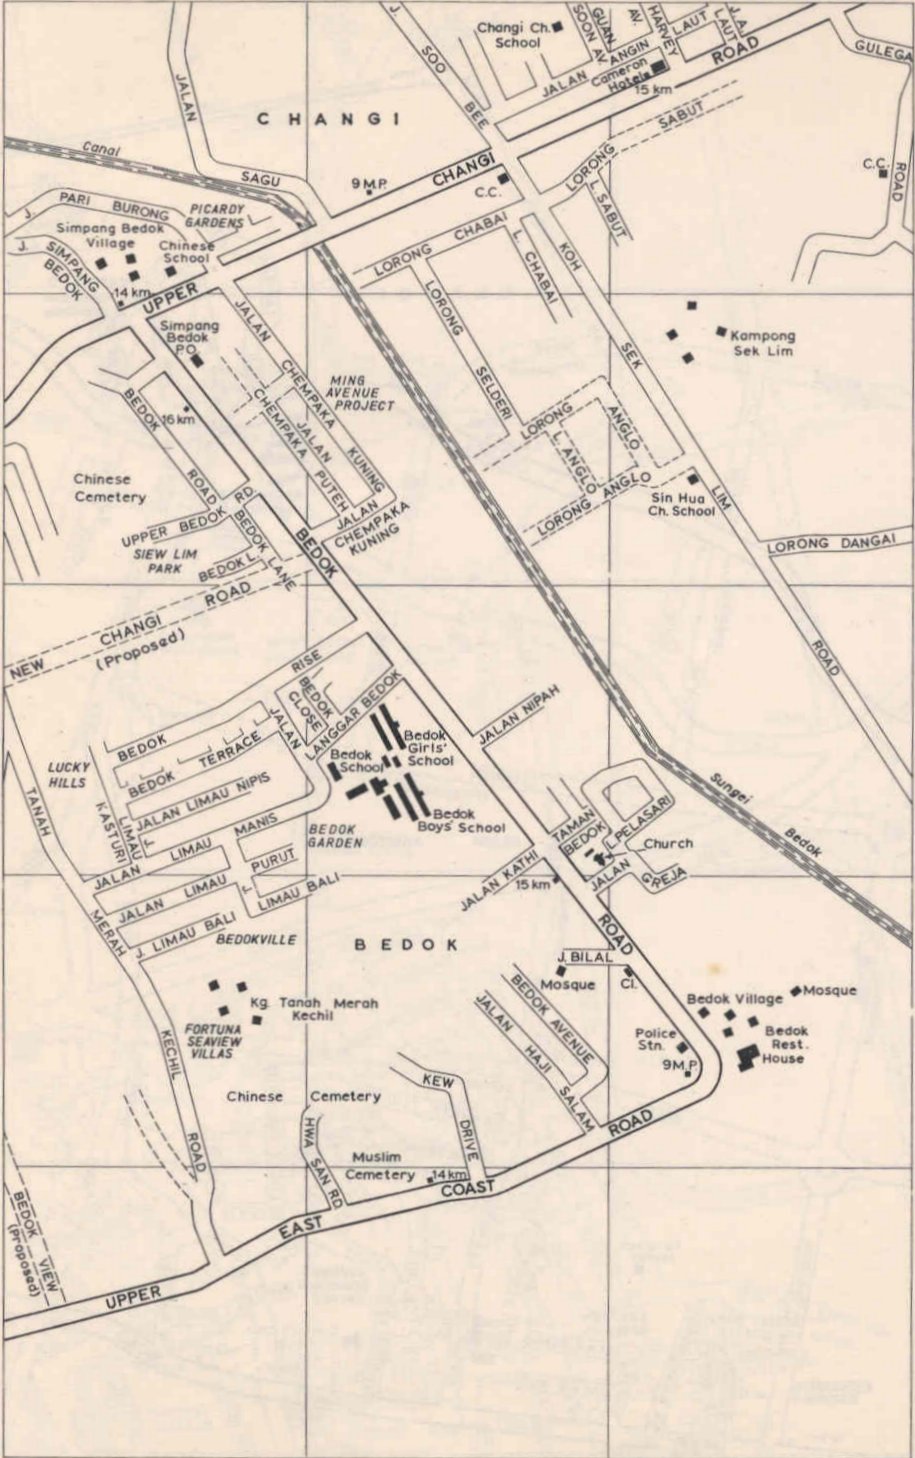 J. SOO BEE
Changi Ch.
School
SOON AV.
GUAN
AV.
HARVEY
LAUT
J. A.
LAUT
JALAN ANGIN
Cameron
Hotel
15 km
ROAD
GULEGA
ROAD
JALAN
SAGU
CHANGI
Canal
9 M.P.
CHANGI
C.C.
LORONG SABUT
L. SABUT
C.C.
J. PARI BURONG
PICARDY
GARDENS
Simpang Bedok
Village
Chinese
School
J. SIMPANG
BEDOK
14 km
UPPER
LORONG CHABAI
L. CHABAI
KOH
SEK
LIM
ROAD
Simpang
Bedok
P.O.
JALAN
CHEMPAKA
KUNING
LORONG
SELDERI
Kampong
Sek Lim
MING
AVENUE
PROJECT
CHEMPAKA
JALAN
PUTEH
16 km
BEDOK
ROAD
LORONG
ANGLO
L. ANGLO
LORONG ANGLO
Sin Hua
Ch. School
Chinese
Cemetery
UPPER BEDOK RD
JALAN
CHEMPAKA
KUNING
SIEW LIM
PARK
BEDOK
LANE
BEDOK L.
BEDOK
LORONG DANGAI
NEW CHANGI ROAD
(Proposed)
RISE
BEDOK
CLOSE
LANGGAR BEDOK
JALAN
JALAN NIPAH
Bedok
Girls'
School
BEDOK
BEDOK TERRACE
Bedok
School
LUCKY
HILLS
JALAN LIMAU NIPIS
LIMAU
KASTURI
Bedok
Boys' School
BEDOK
GARDEN
Sungei
Bedok
TAMAN
BEDOK
L. PELASARI
Church
TANAH
JALAN LIMAU MANIS
PURUT
JALAN KATHI
JALAN GREJA
15 km
JALAN LIMAU
L.
LIMAU BALI
J. LIMAU BALI
MERAH
BEDOKVILLE
BEDOK
ROAD
J. BILAL
Mosque
Cl.
Bedok Village
Mosque
Kg. Tanah Merah
Kechil
BEDOK AVENUE
JALAN HAJI SALAM
Police
Stn.
Bedok
Rest.
House
FORTUNA
SEAVIEW
VILLAS
KECHIL
9 M.P.
Chinese Cemetery
KEW
DRIVE
HWA SAN RD
ROAD
Muslim
Cemetery
14 km
ROAD
COAST
EAST
UPPER
BEDOK VIEW
(Proposed)